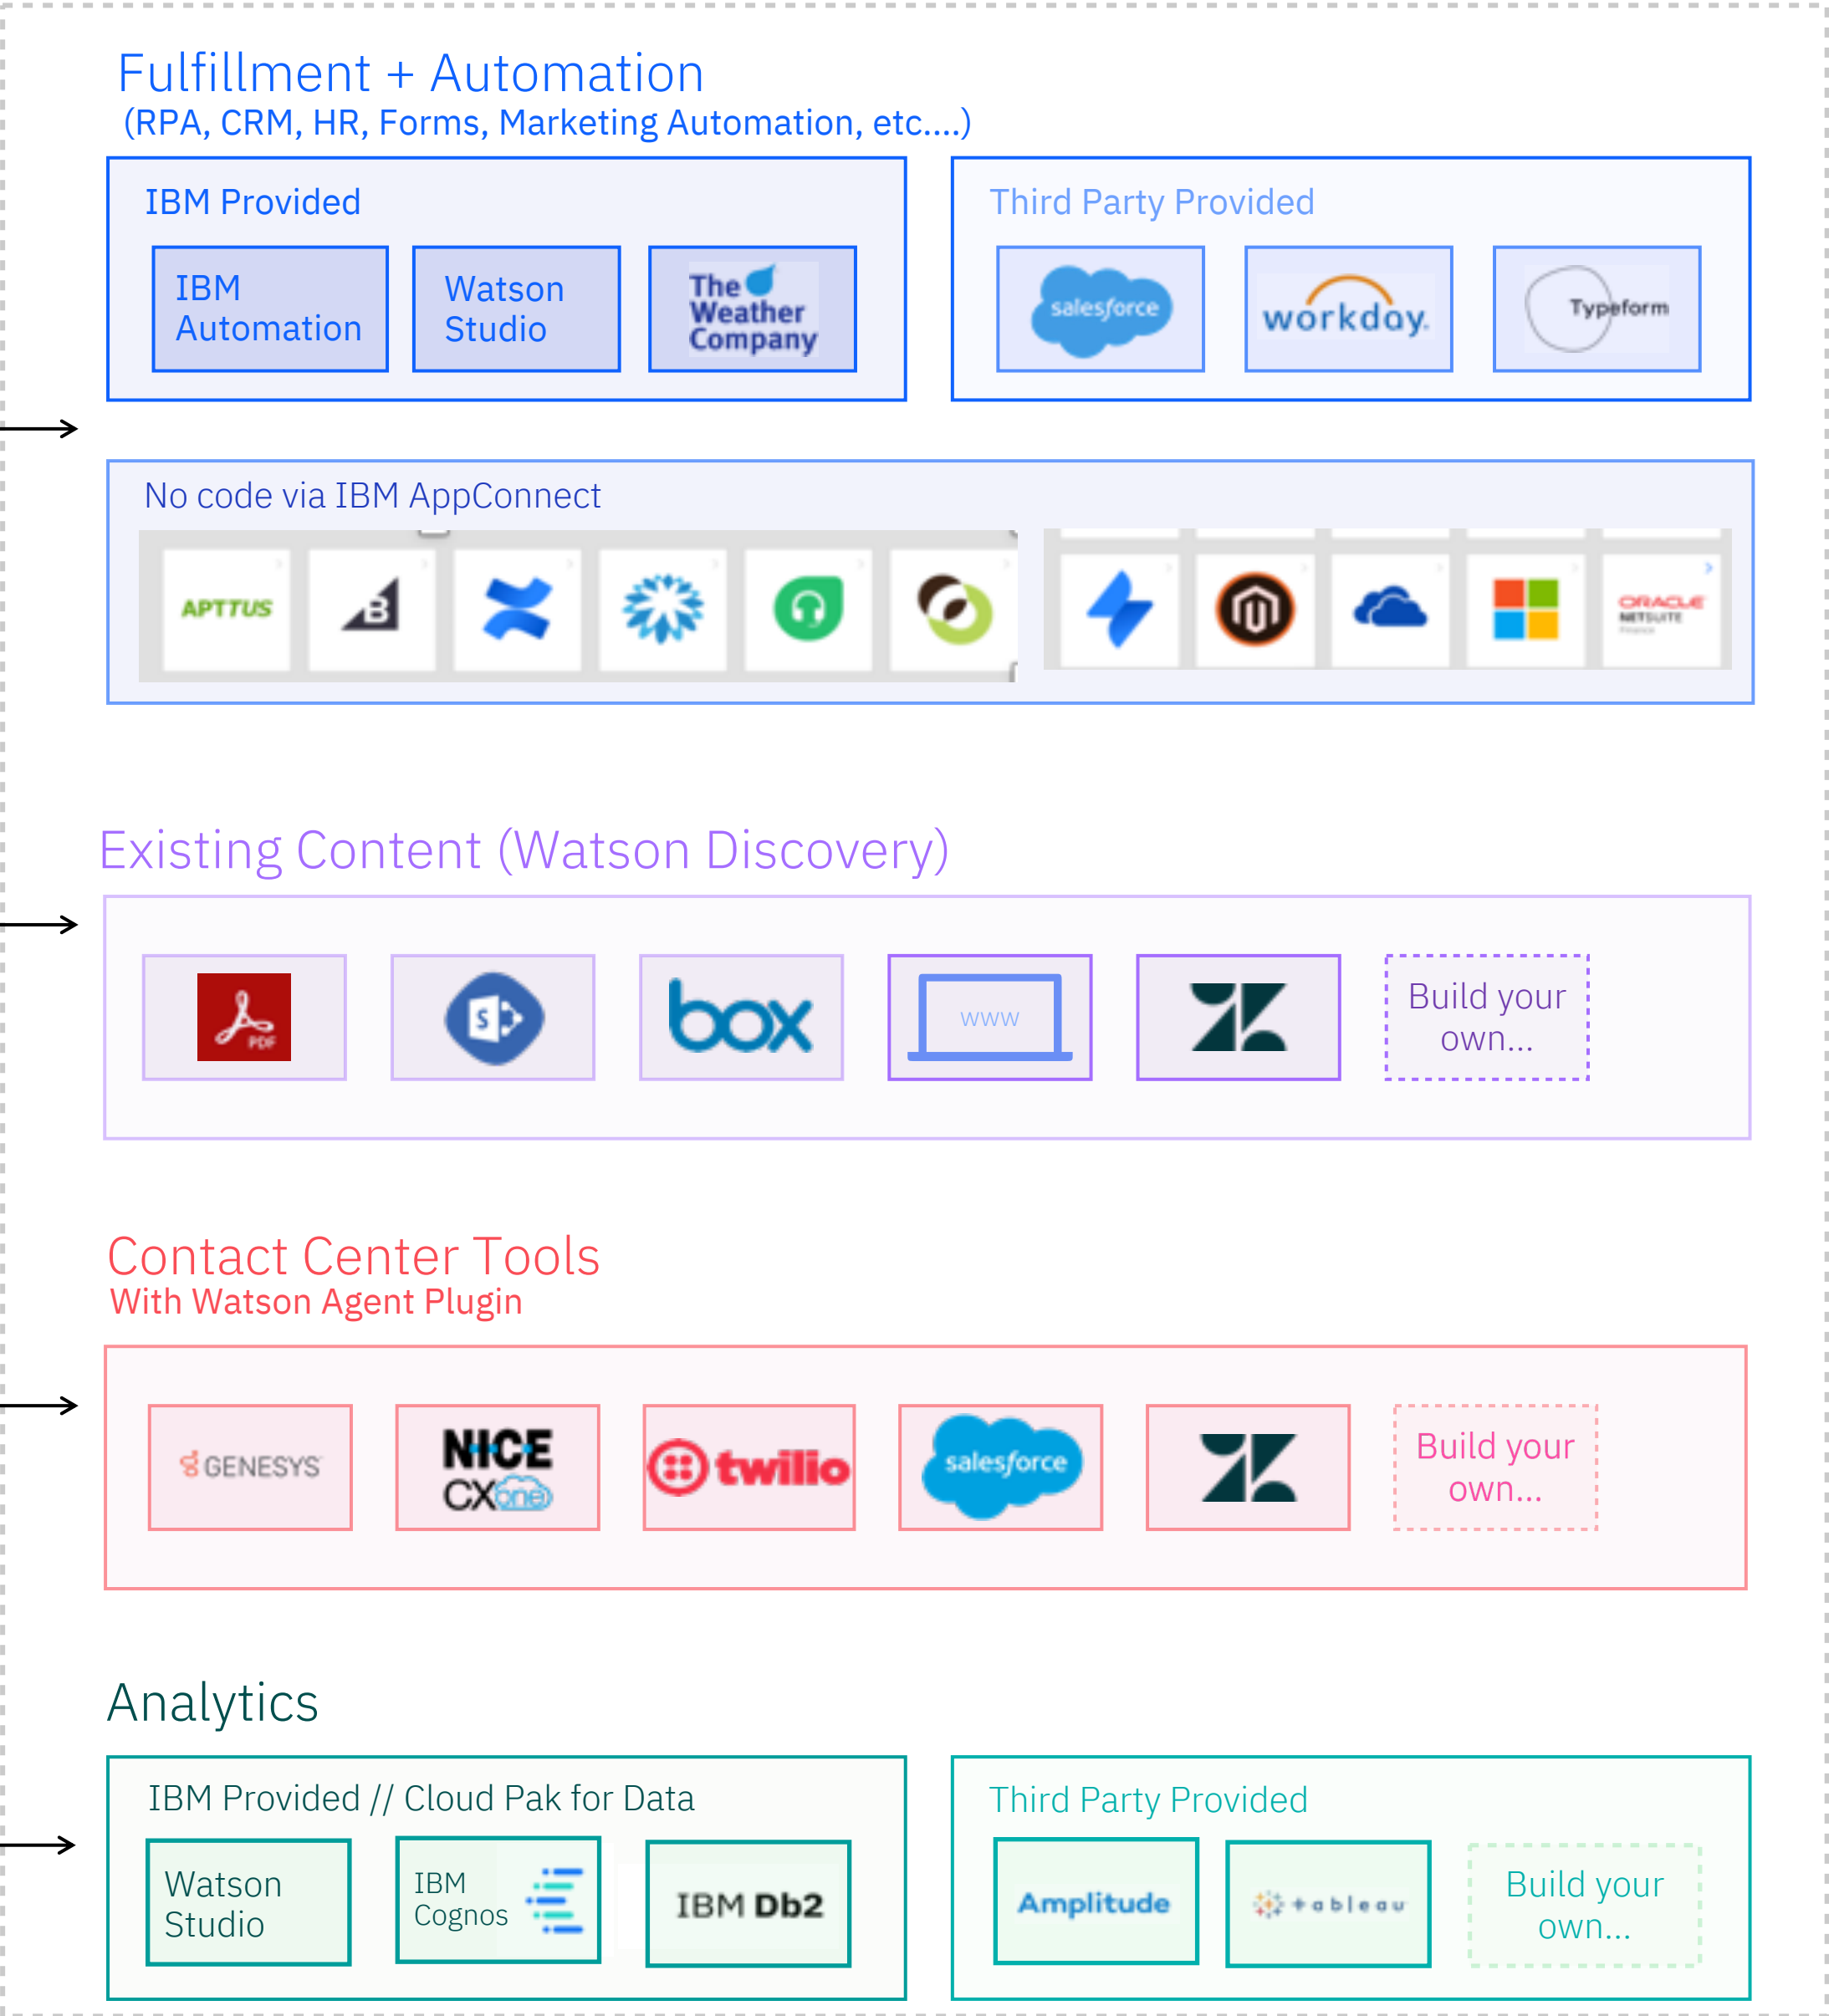 Fulfillment + Automation
(RPA, CRM, HR, Forms, Marketing Automation, etc....)
IBM Provided
IBM
Automation
Watson
Studio
The
Weather
Company
Third Party Provided
salesforce
workday.
Typeform
No code via IBM AppConnect
APTTUS
B
ORACLE
NETSUITE
Existing Content (Watson Discovery)
PDF
S
box
WWW
Build your
own...
Contact Center Tools
With Watson Agent Plugin
GENESYS
NICE
CXone
twilio
salesforce
Build your
own...
Analytics
IBM Provided // Cloud Pak for Data
Watson
Studio
IBM
Cognos
IBM Db2
Third Party Provided
Amplitude
+ableau
Build your
own...